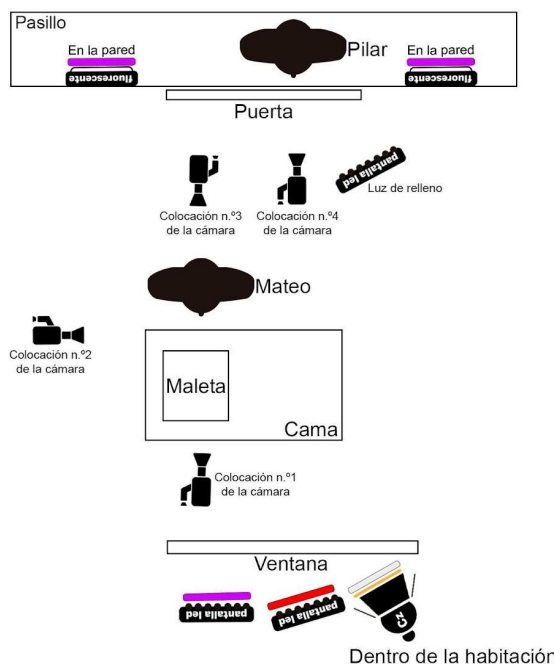 Pasillo
En la pared
fluorescente
Pilar
En la pared
fluorescente
Puerta
pantalla led
Luz de relleno
Colocación n.º3
de la cámara
Colocación n.º4
de la cámara
Mateo
Colocación n.º2
de la cámara
Maleta
Cama
Colocación n.º1
de la cámara
Ventana
pantalla led
pantalla led
Dentro de la habitación